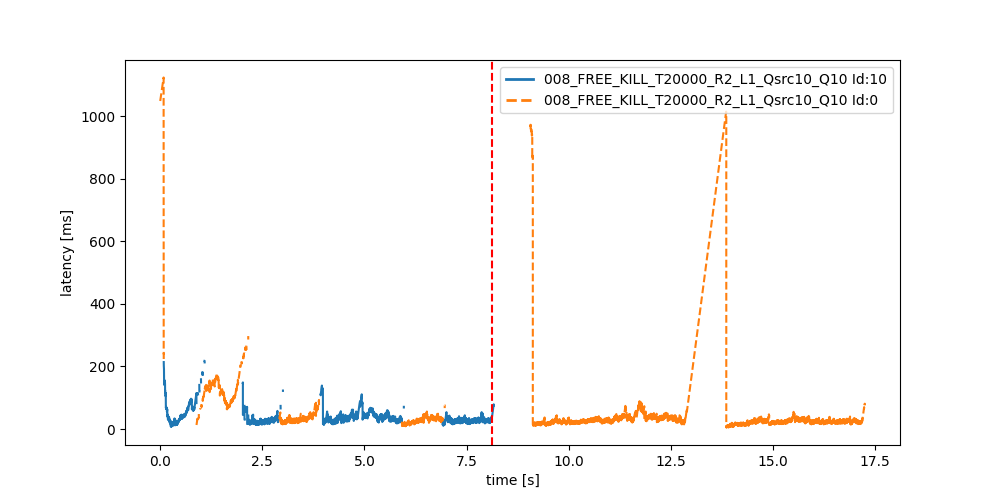 008_FREE_KILL_T20000_R2_L1_Qsrc10_Q10 Id:10
008_FREE_KILL_T20000_R2_L1_Qsrc10_Q10 Id:0
latency [ms]
1000
800
600
400
200
0
0.0 2.5 5.0 7.5 10.0 12.5 15.0 17.5
time [s]